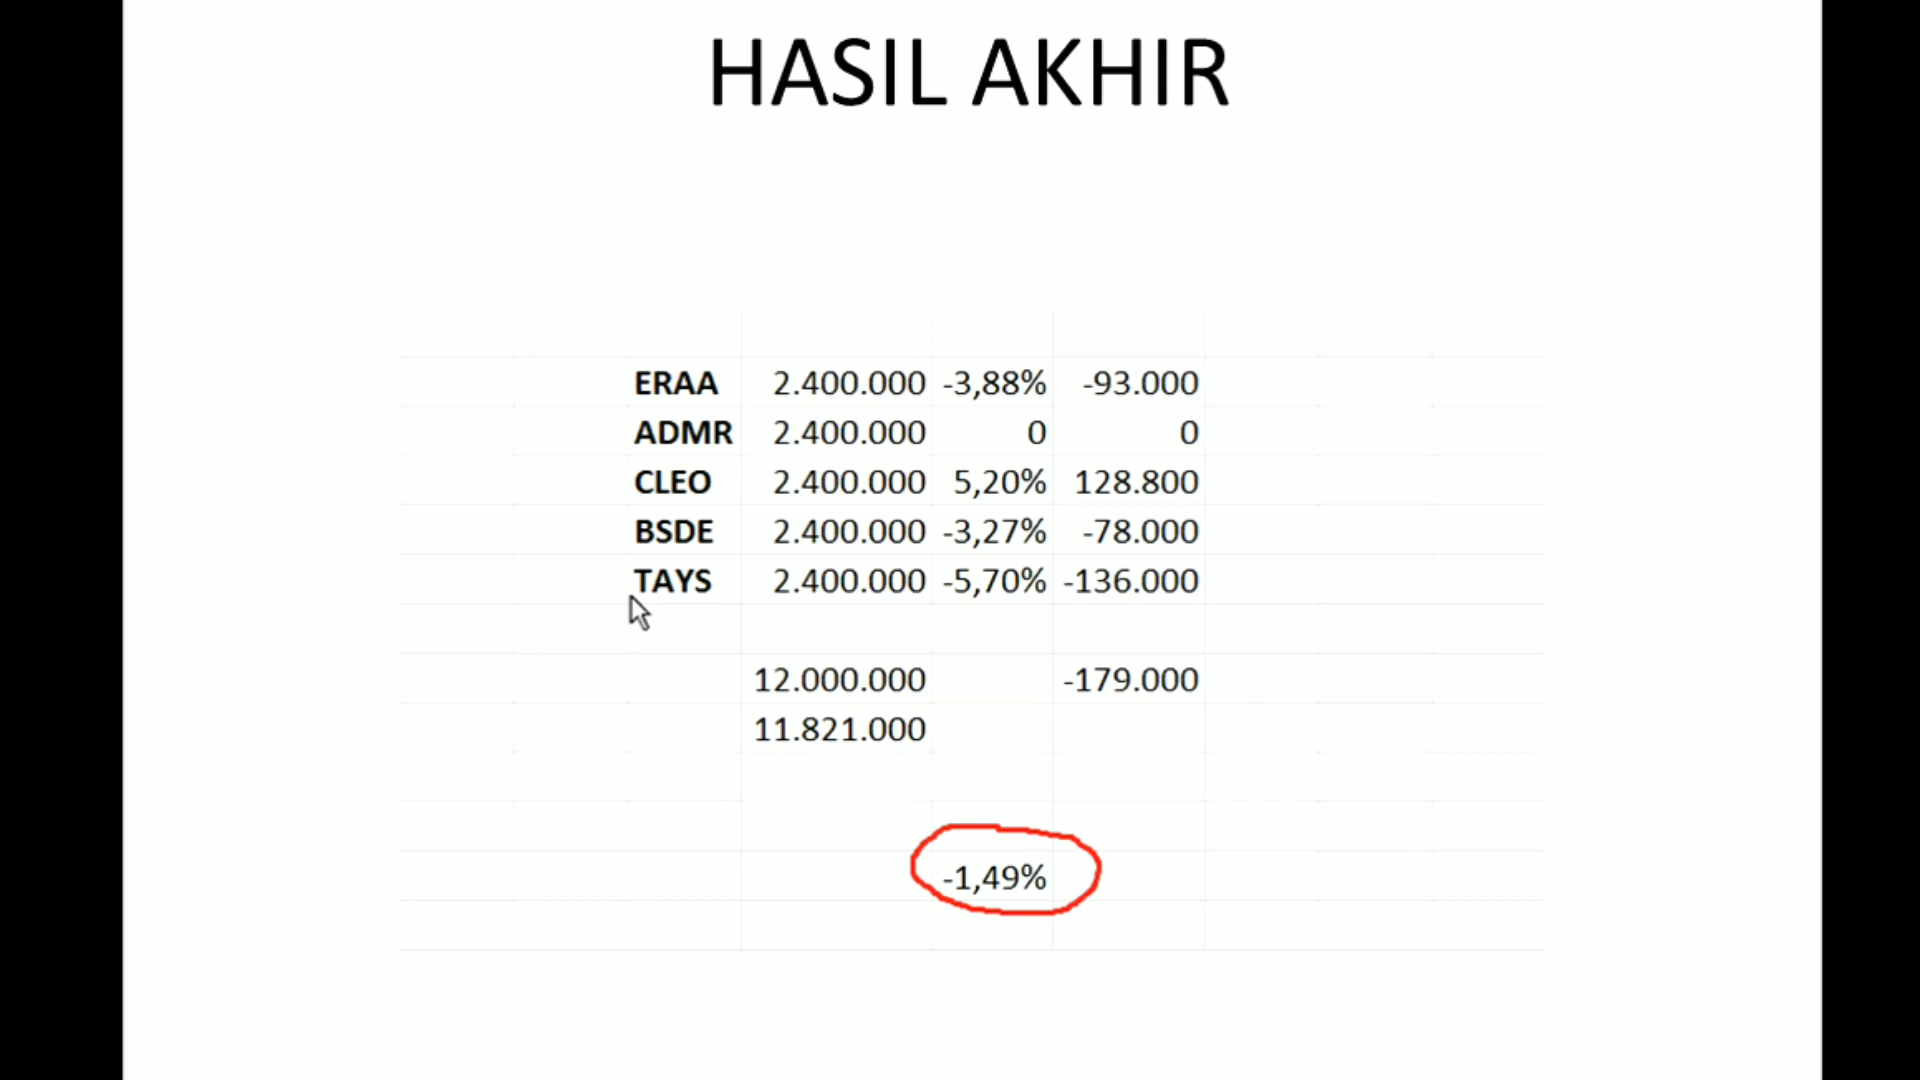 HASIL AKHIR
ERAA 2.400.000 -3,88% -93.000
ADMR 2.400.000 0 0
CLEO 2.400.000 5,20% 128.800
BSDE 2.400.000 -3,27% -78.000
TAYS 2.400.000 -5,70% -136.000
12.000.000 -179.000
11.821.000
-1,49%